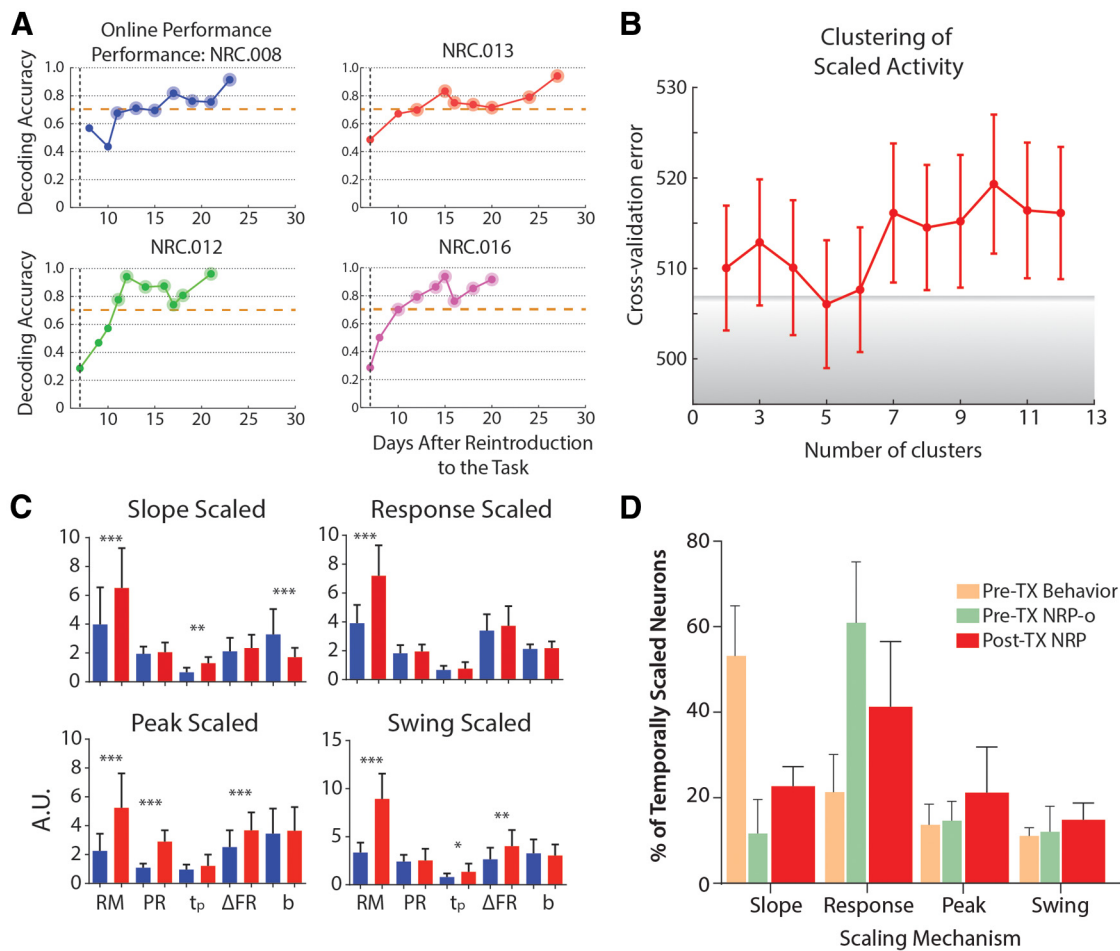 A
Online Performance
Performance: NRC.008
Decoding Accuracy
1.0
0.8
0.6
0.4
0.2
0
10 15 20 25 30
NRC.013
1.0
0.8
0.6
0.4
0.2
0
10 15 20 25 30
NRC.012
Decoding Accuracy
1.0
0.8
0.6
0.4
0.2
0
10 15 20 25 30
NRC.016
1.0
0.8
0.6
0.4
0.2
0
10 15 20 25 30
Days After Reintroduction
to the Task
B
Clustering of
Scaled Activity
Cross-validation error
530
520
510
500
0 3 5 7 9 11 13
Number of clusters
C
Slope Scaled
10
8
6
4
2
0
*** ** ***
Response Scaled
10
8
6
4
2
0
***
Peak Scaled
A.U.
10
8
6
4
2
0
*** *** ***
RM PR tp ΔFR b
Swing Scaled
15
10
5
0
*** * **
RM PR tp ΔFR b
D
% of Temporally Scaled Neurons
80
60
40
20
0
Pre-TX Behavior
Pre-TX NRP-o
Post-TX NRP
Slope Response Peak Swing
Scaling Mechanism